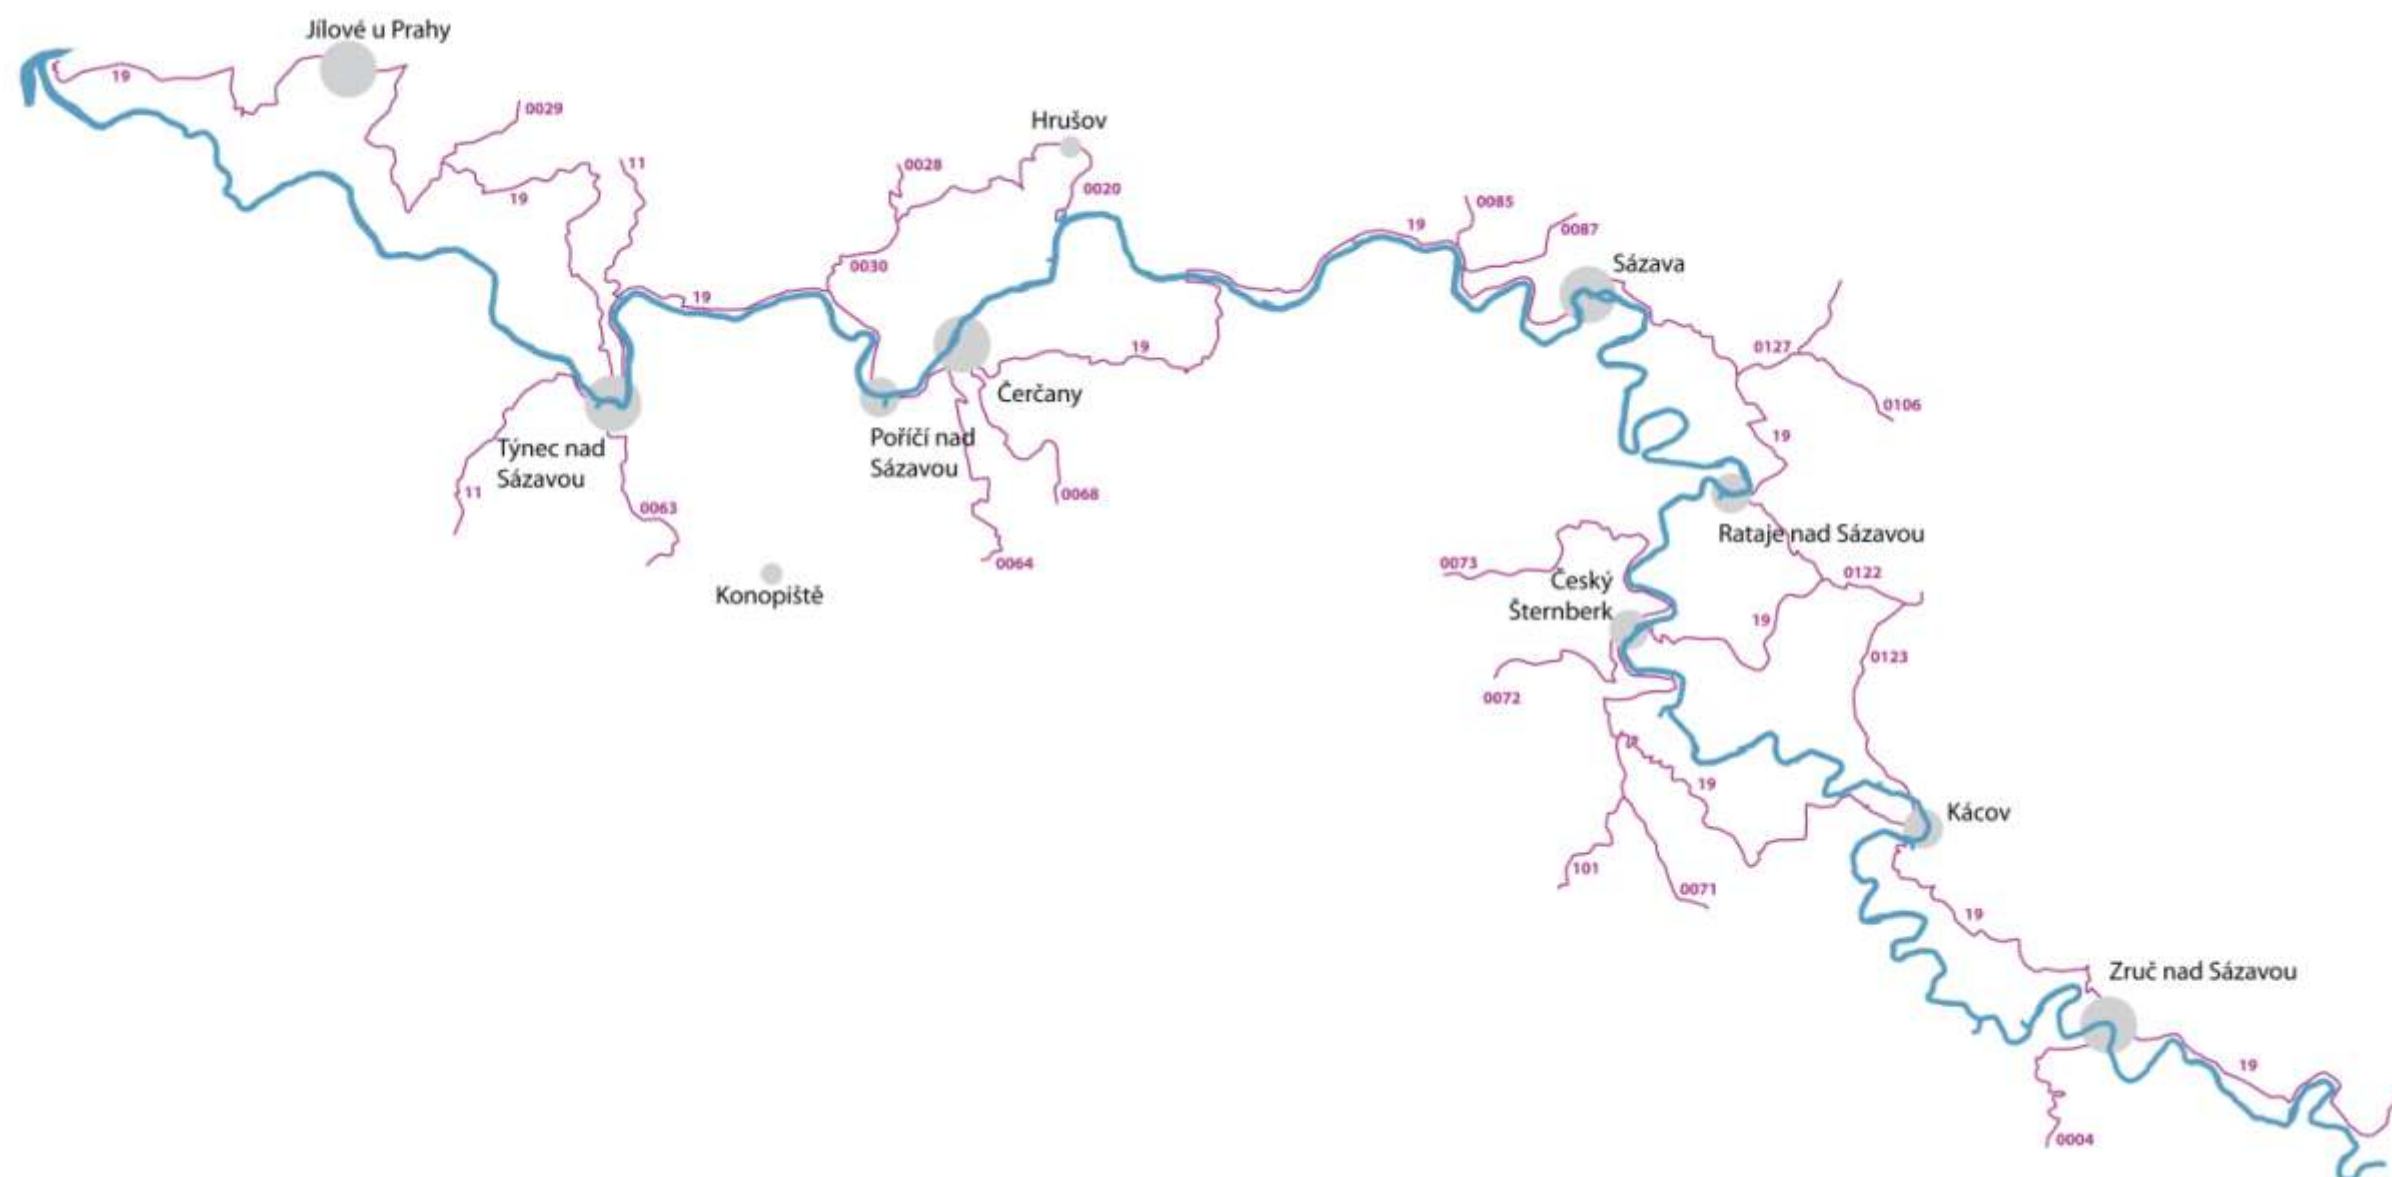 Jílové u Prahy
19
0029
Hrušov
11
0028
0020
19
0085
19
0087
Sázava
0030
19
0127
19
Čerčany
0106
Týnec nad
Sázavou
Poříčí nad
Sázavou
19
11
0063
0068
Rataje nad Sázavou
0064
0073
Český
Šternberk
0122
Konopiště
19
0123
0072
19
Kácov
101
0071
19
Zruč nad Sázavou
19
0004